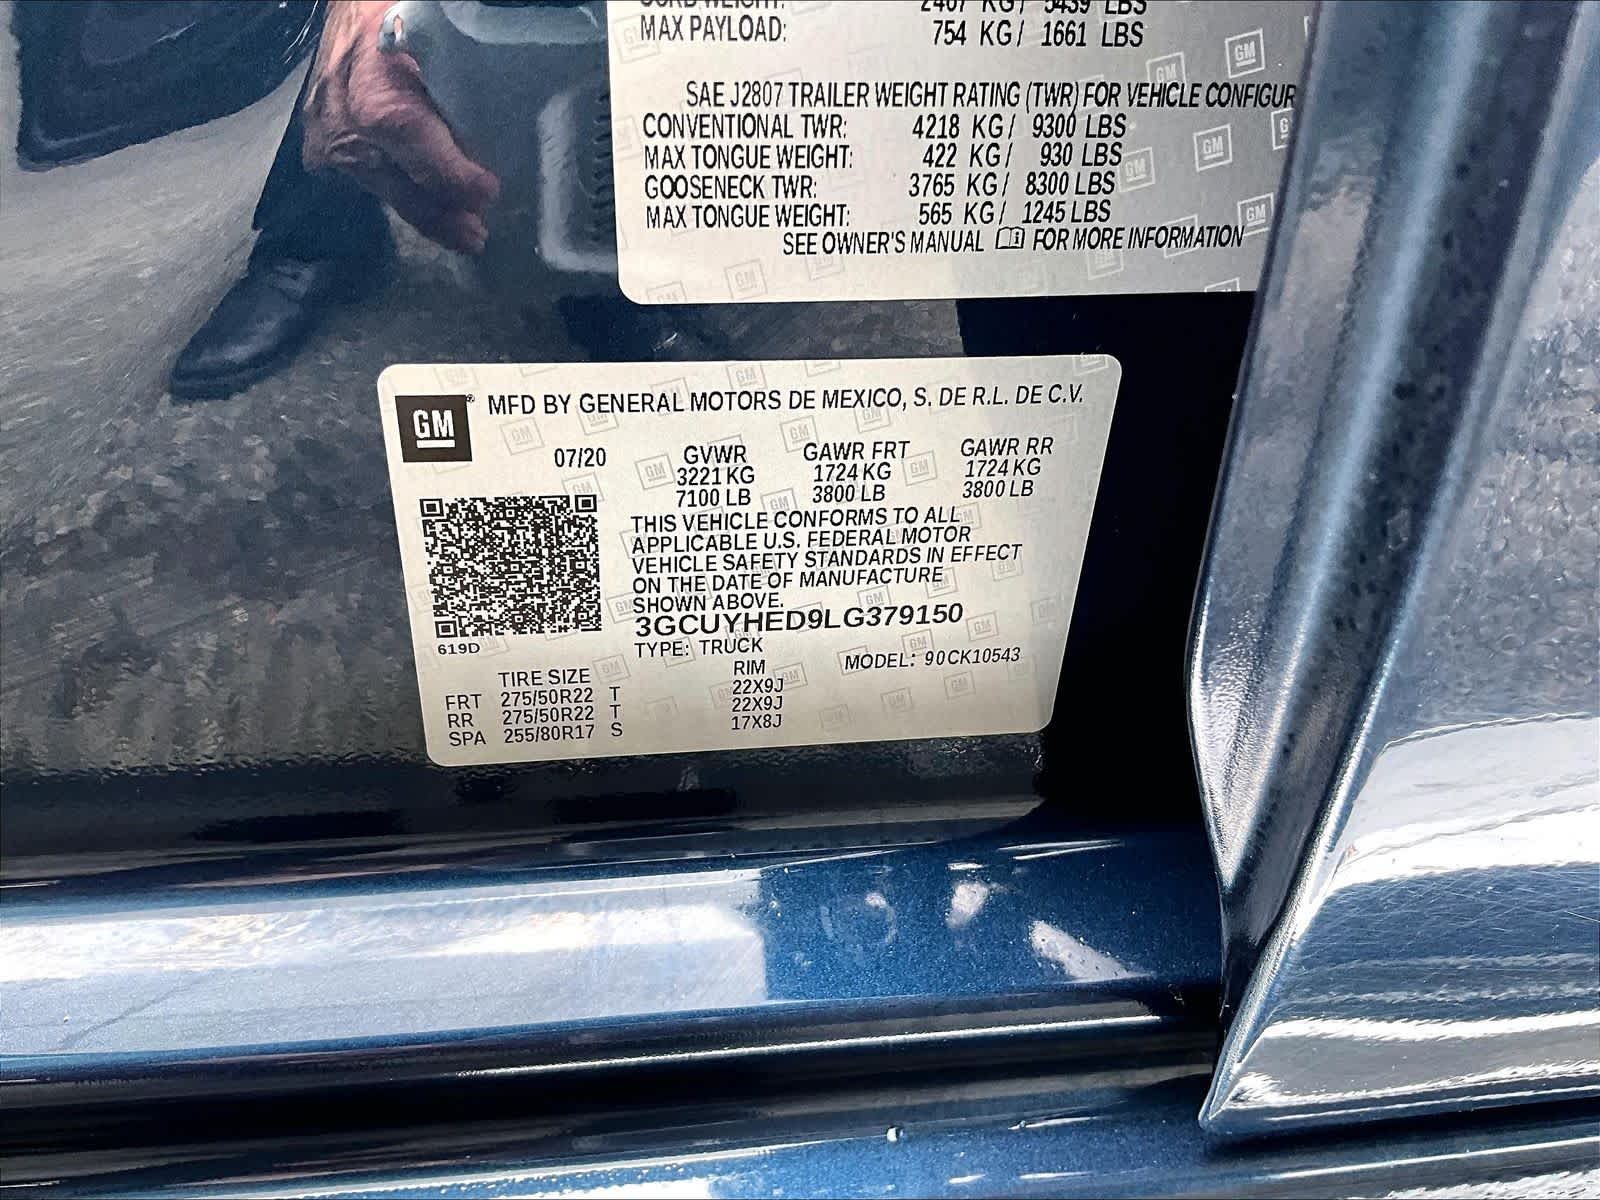 CURB WEIGHT: 2467 KG/ 5439 LBS
MAX PAYLOAD: 754 KG/ 1661 LBS
SAE J2807 TRAILER WEIGHT RATING (TWR) FOR VEHICLE CONFIGUR
CONVENTIONAL TWR: 4218 KG/ 9300 LBS
MAX TONGUE WEIGHT: 422 KG/ 930 LBS
GOOSENECK TWR: 3765 KG/ 8300 LBS
MAX TONGUE WEIGHT: 565 KG/ 1245 LBS
SEE OWNER'S MANUAL FOR MORE INFORMATION
GM ® MFD BY GENERAL MOTORS DE MEXICO, S. DE R.L. DE C.V.
07/20 GVWR GAWR FRT GAWR RR
3221 KG 1724 KG 1724 KG
7100 LB 3800 LB 3800 LB
THIS VEHICLE CONFORMS TO ALL
APPLICABLE U.S. FEDERAL MOTOR
VEHICLE SAFETY STANDARDS IN EFFECT
ON THE DATE OF MANUFACTURE
SHOWN ABOVE.
3GCUYHED9LG379150
619D
TYPE: TRUCK MODEL: 90CK10543
TIRE SIZE RIM
FRT 275/50R22 T 22X9J
RR 275/50R22 T 22X9J
SPA 255/80R17 S 17X8J